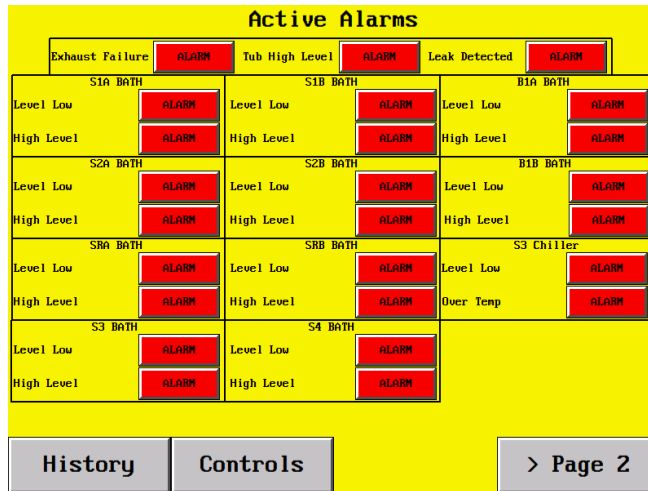 Active Alarms
Exhaust Failure ALARM Tub High Level ALARM Leak Detected ALARM
S1A BATH S1B BATH B1A BATH
Level Low ALARM Level Low ALARM Level Low ALARM
High Level ALARM High Level ALARM High Level ALARM
S2A BATH S2B BATH B1B BATH
Level Low ALARM Level Low ALARM Level Low ALARM
High Level ALARM High Level ALARM High Level ALARM
SRA BATH SRB BATH S3 Chiller
Level Low ALARM Level Low ALARM Level Low ALARM
High Level ALARM High Level ALARM Over Temp ALARM
S3 BATH S4 BATH
Level Low ALARM Level Low ALARM
High Level ALARM High Level ALARM
History Controls > Page 2